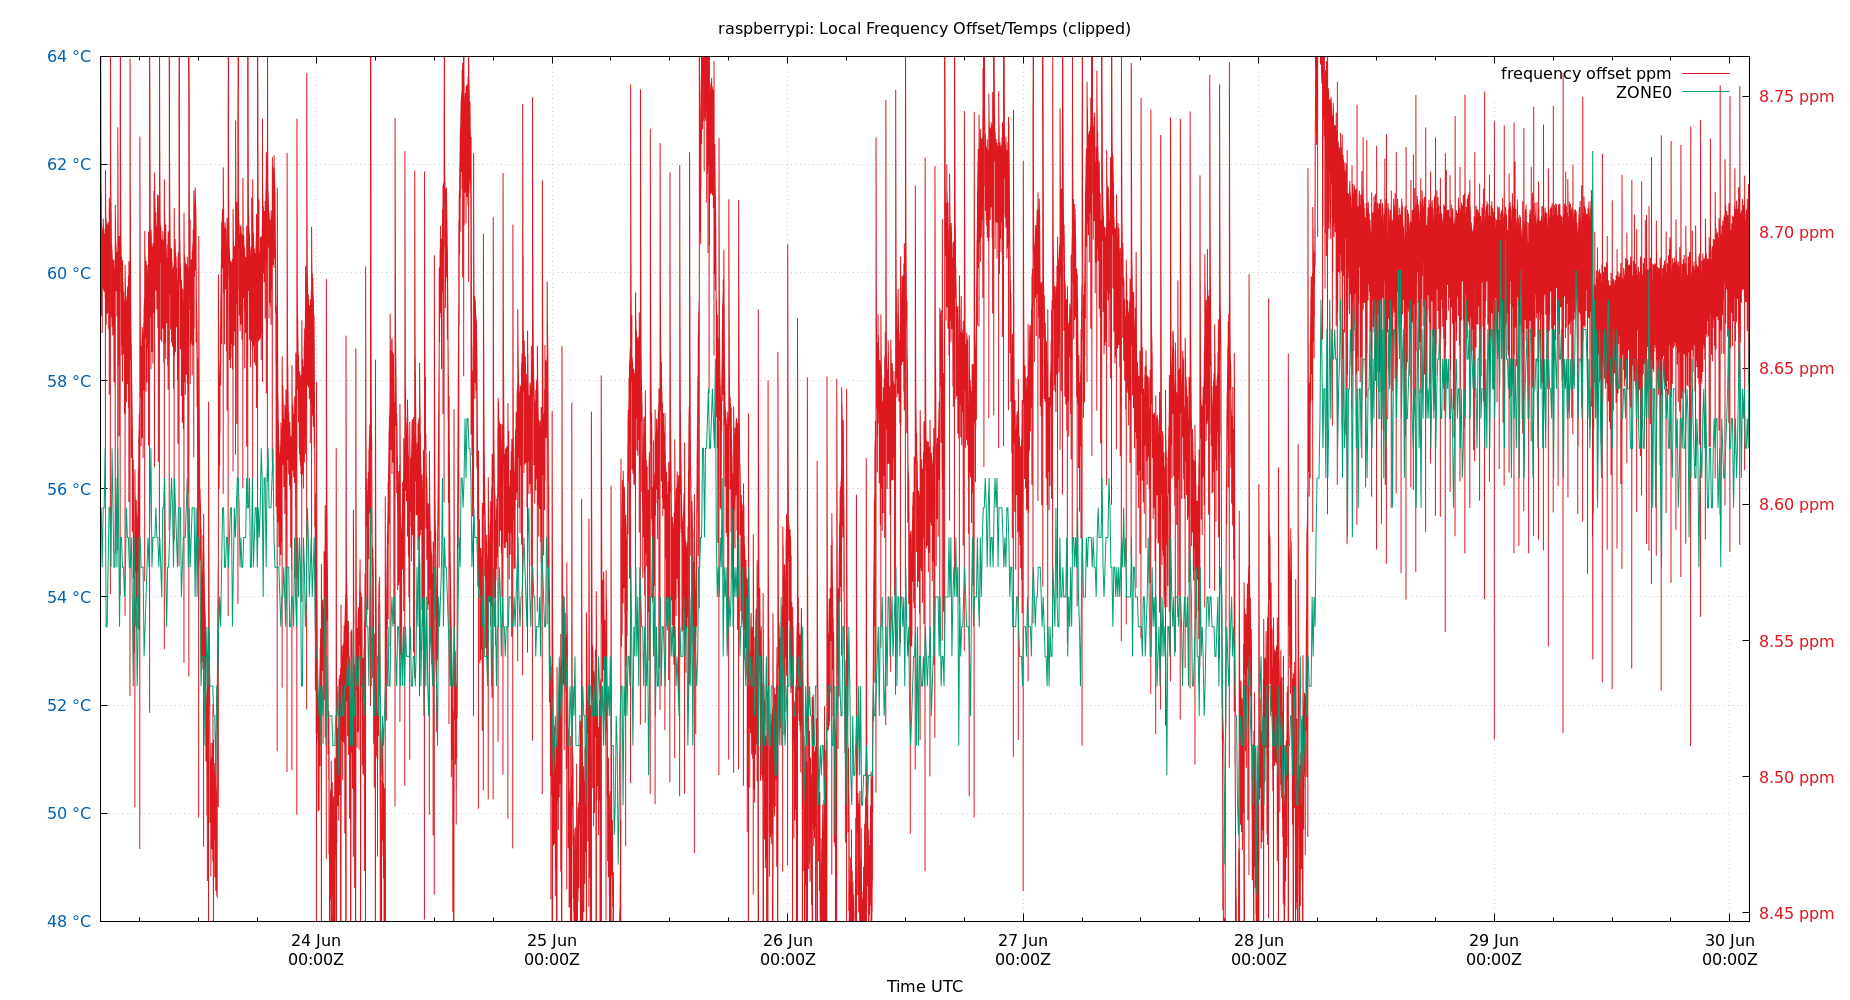 raspberrypi: Local Frequency Offset/Temps (clipped)
frequency offset ppm
ZONE0
64 °C
62 °C
60 °C
58 °C
56 °C
54 °C
52 °C
50 °C
48 °C
8.75 ppm
8.70 ppm
8.65 ppm
8.60 ppm
8.55 ppm
8.50 ppm
8.45 ppm
24 Jun
00:00Z
25 Jun
00:00Z
26 Jun
00:00Z
27 Jun
00:00Z
28 Jun
00:00Z
29 Jun
00:00Z
30 Jun
00:00Z
Time UTC